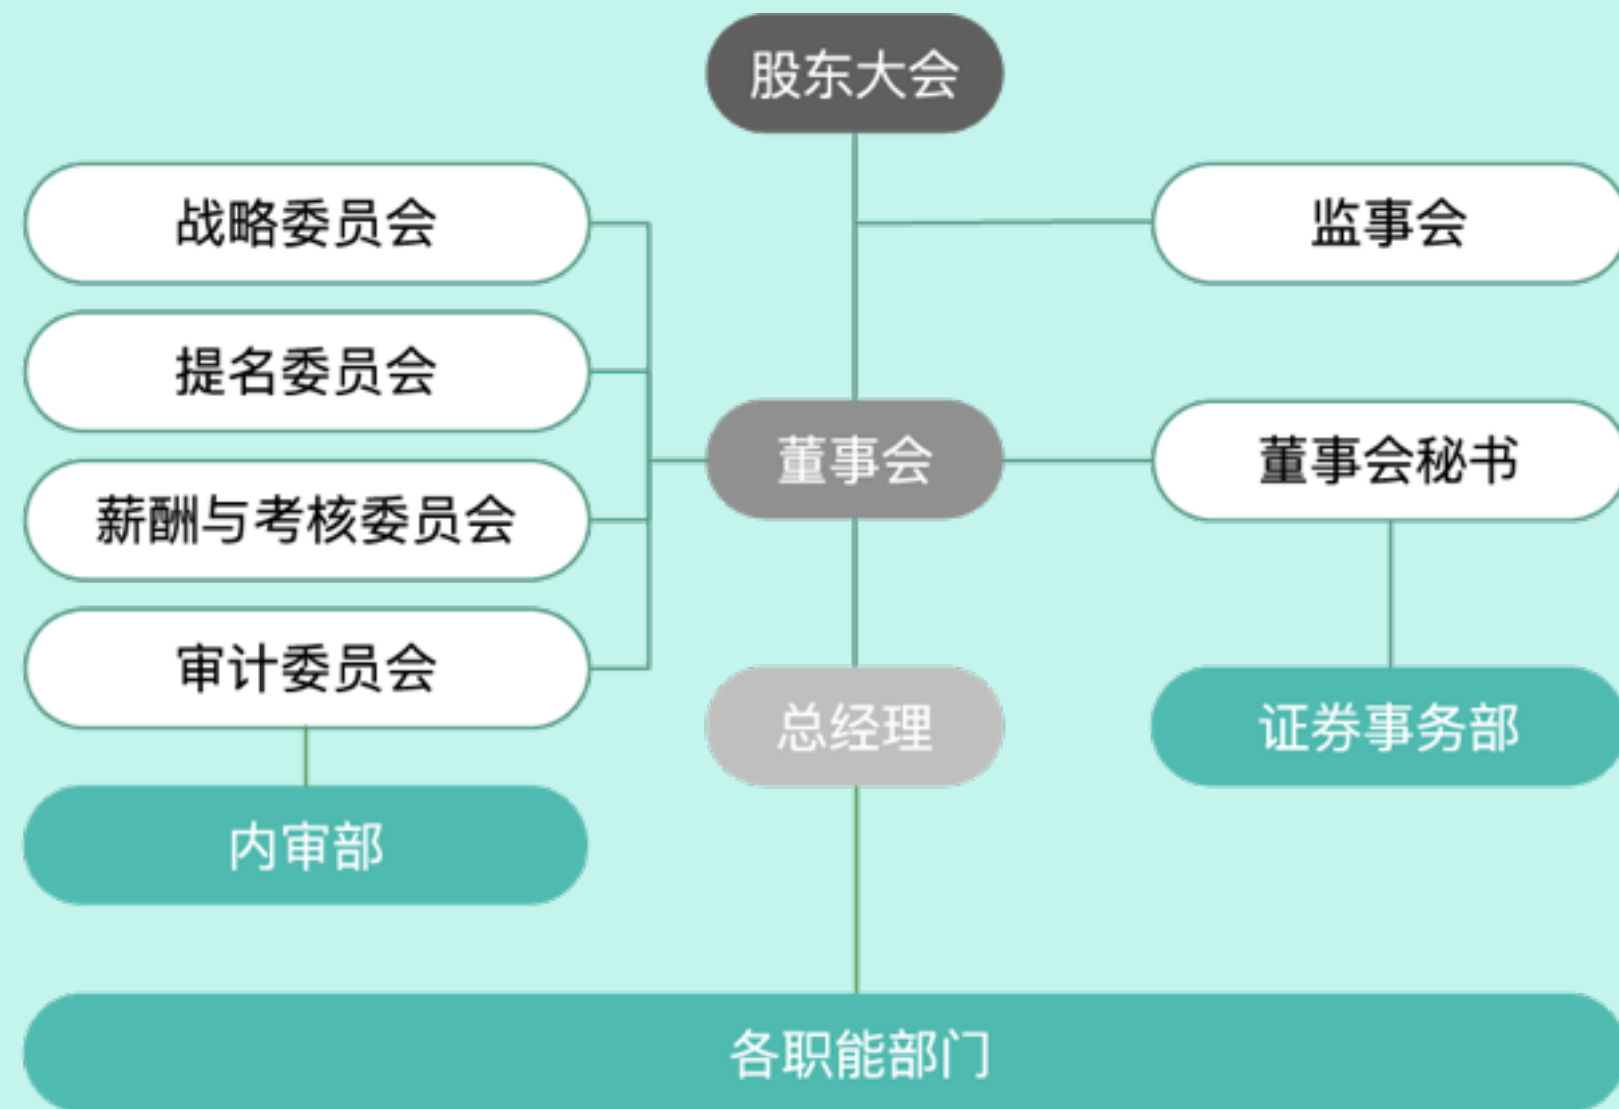 股东大会
战略委员会
监事会
提名委员会
董事会
董事会秘书
薪酬与考核委员会
审计委员会
总经理
证券事务部
内审部
各职能部门